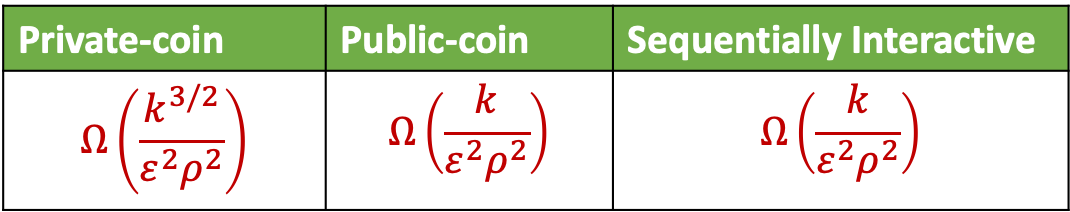 Private-coin Public-coin Sequentially Interactive
Ω(k^{3/2}/ε²ρ²) Ω(k/ε²ρ²) Ω(k/ε²ρ²)